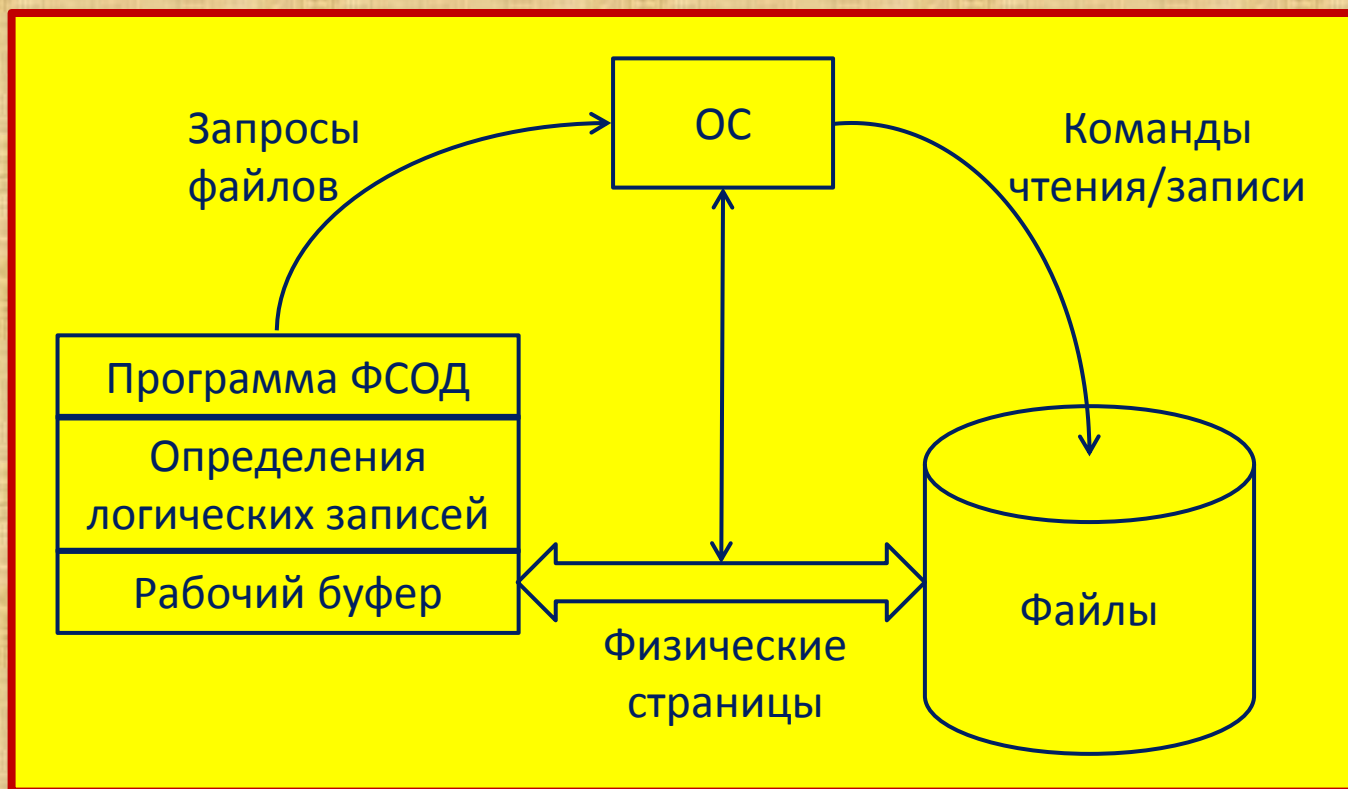 Запросы
файлов
ОС
Команды
чтения/записи
Программа ФСОД
Определения
логических записей
Рабочий буфер
Физические
страницы
Файлы